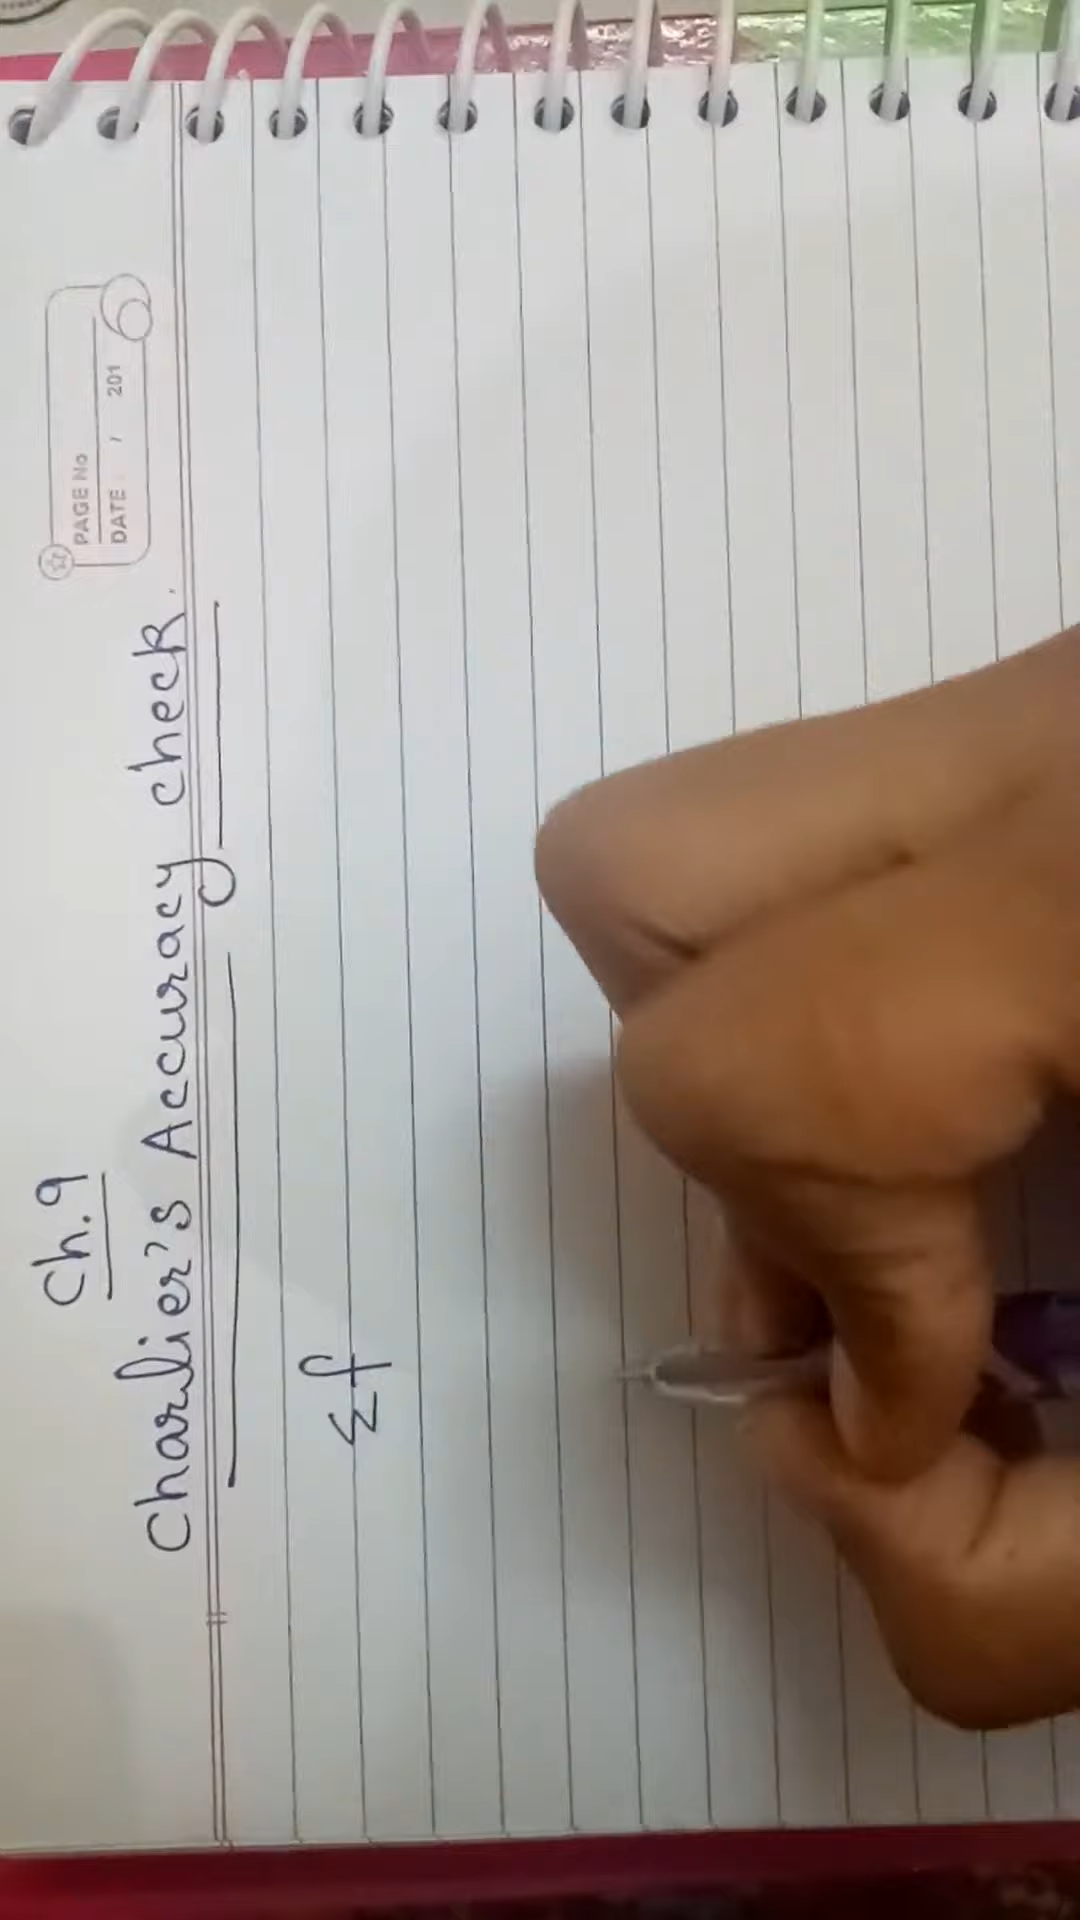 PAGE No
DATE : / 201
Ch. 9
Charlier's Accuracy check.
Σf